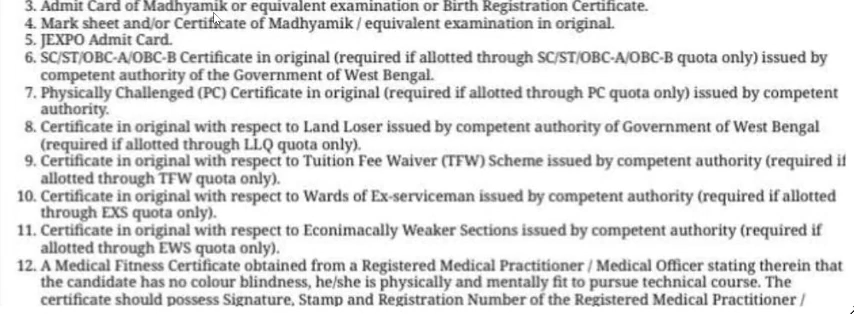 3. Admit Card of Madhyamik or equivalent examination or Birth Registration Certificate.
4. Mark sheet and/or Certificate of Madhyamik / equivalent examination in original.
5. JEXPO Admit Card.
6. SC/ST/OBC-A/OBC-B Certificate in original (required if allotted through SC/ST/OBC-A/OBC-B quota only) issued by
competent authority of the Government of West Bengal.
7. Physically Challenged (PC) Certificate in original (required if allotted through PC quota only) issued by competent
authority.
8. Certificate in original with respect to Land Loser issued by competent authority of Government of West Bengal
(required if allotted through LLQ quota only).
9. Certificate in original with respect to Tuition Fee Waiver (TFW) Scheme issued by competent authority (required if
allotted through TFW quota only).
10. Certificate in original with respect to Wards of Ex-serviceman issued by competent authority (required if allotted
through EXS quota only).
11. Certificate in original with respect to Econimacally Weaker Sections issued by competent authority (required if
allotted through EWS quota only).
12. A Medical Fitness Certificate obtained from a Registered Medical Practitioner / Medical Officer stating therein that
the candidate has no colour blindness, he/she is physically and mentally fit to pursue technical course. The
certificate should possess Signature, Stamp and Registration Number of the Registered Medical Practitioner /